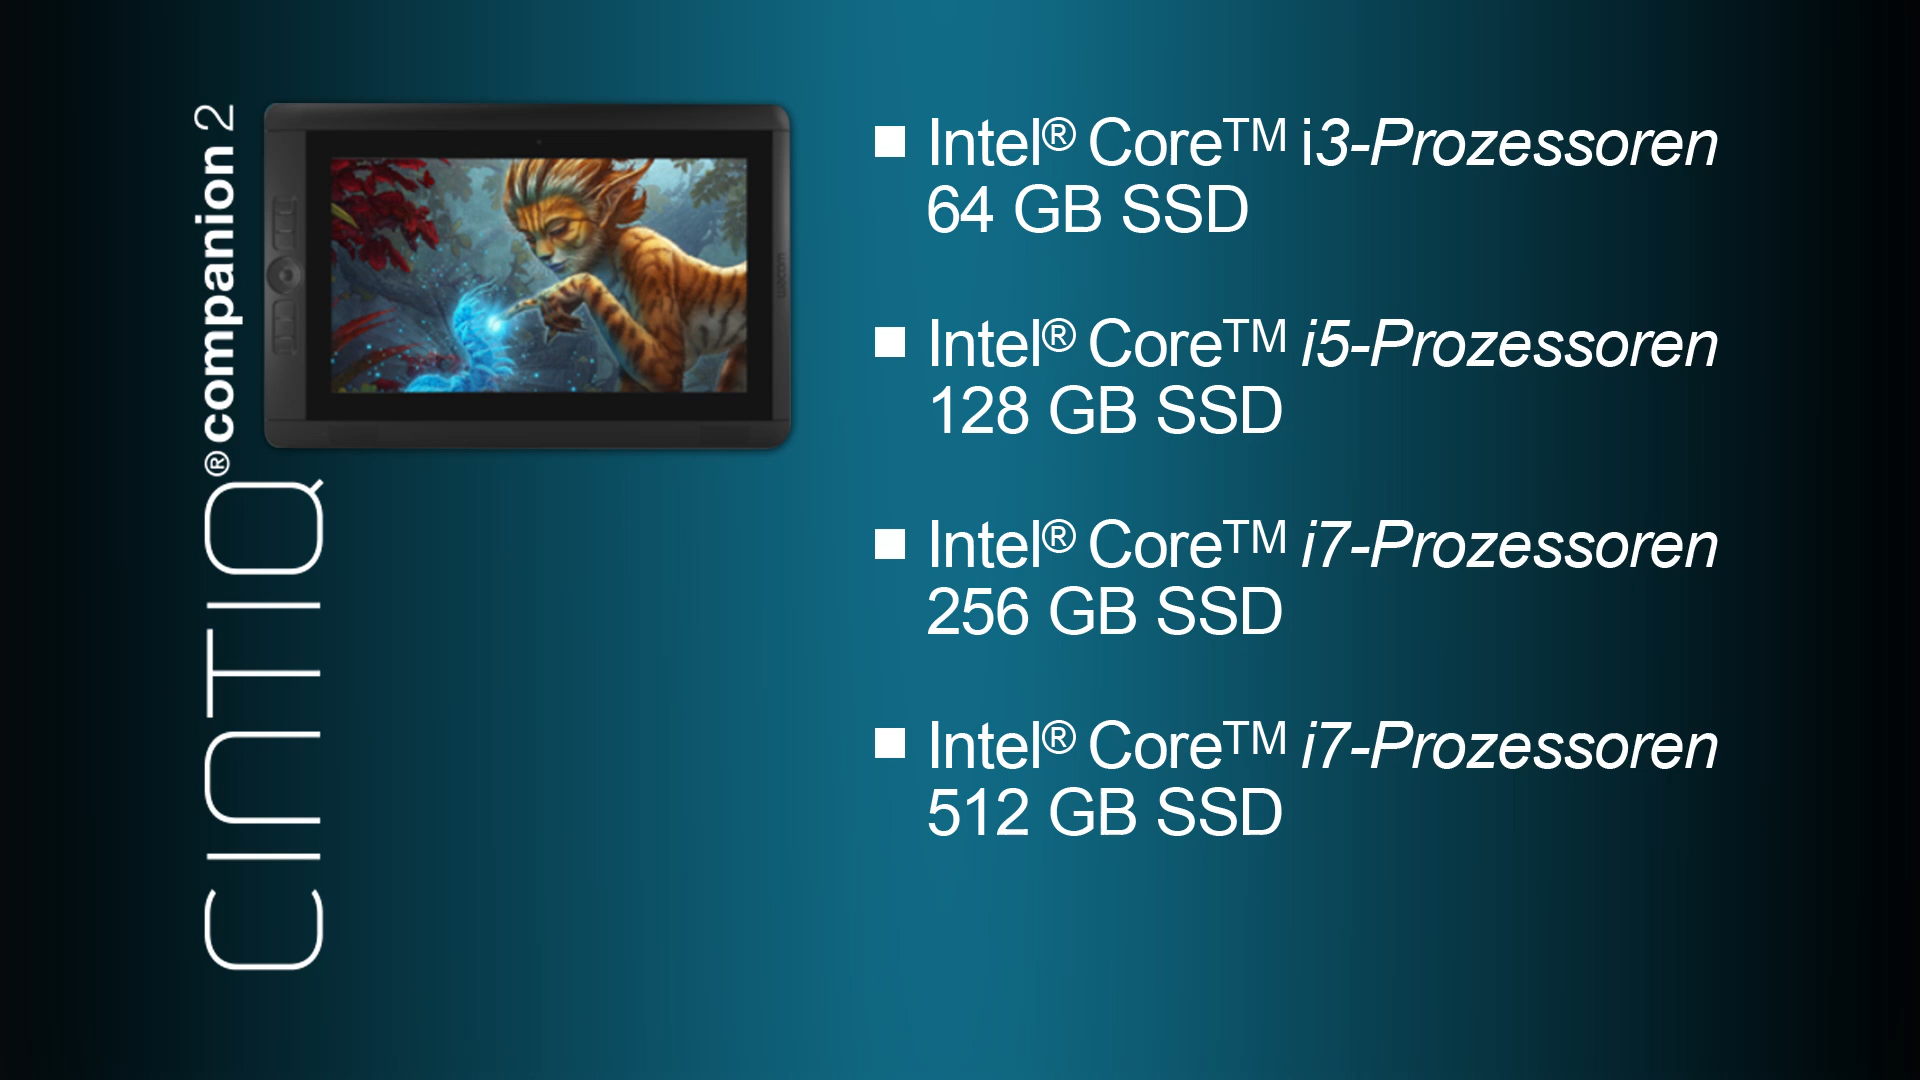 CINTIQ® companion 2
wacom
■ Intel® Core™ i3-Prozessoren
64 GB SSD
■ Intel® Core™ i5-Prozessoren
128 GB SSD
■ Intel® Core™ i7-Prozessoren
256 GB SSD
■ Intel® Core™ i7-Prozessoren
512 GB SSD